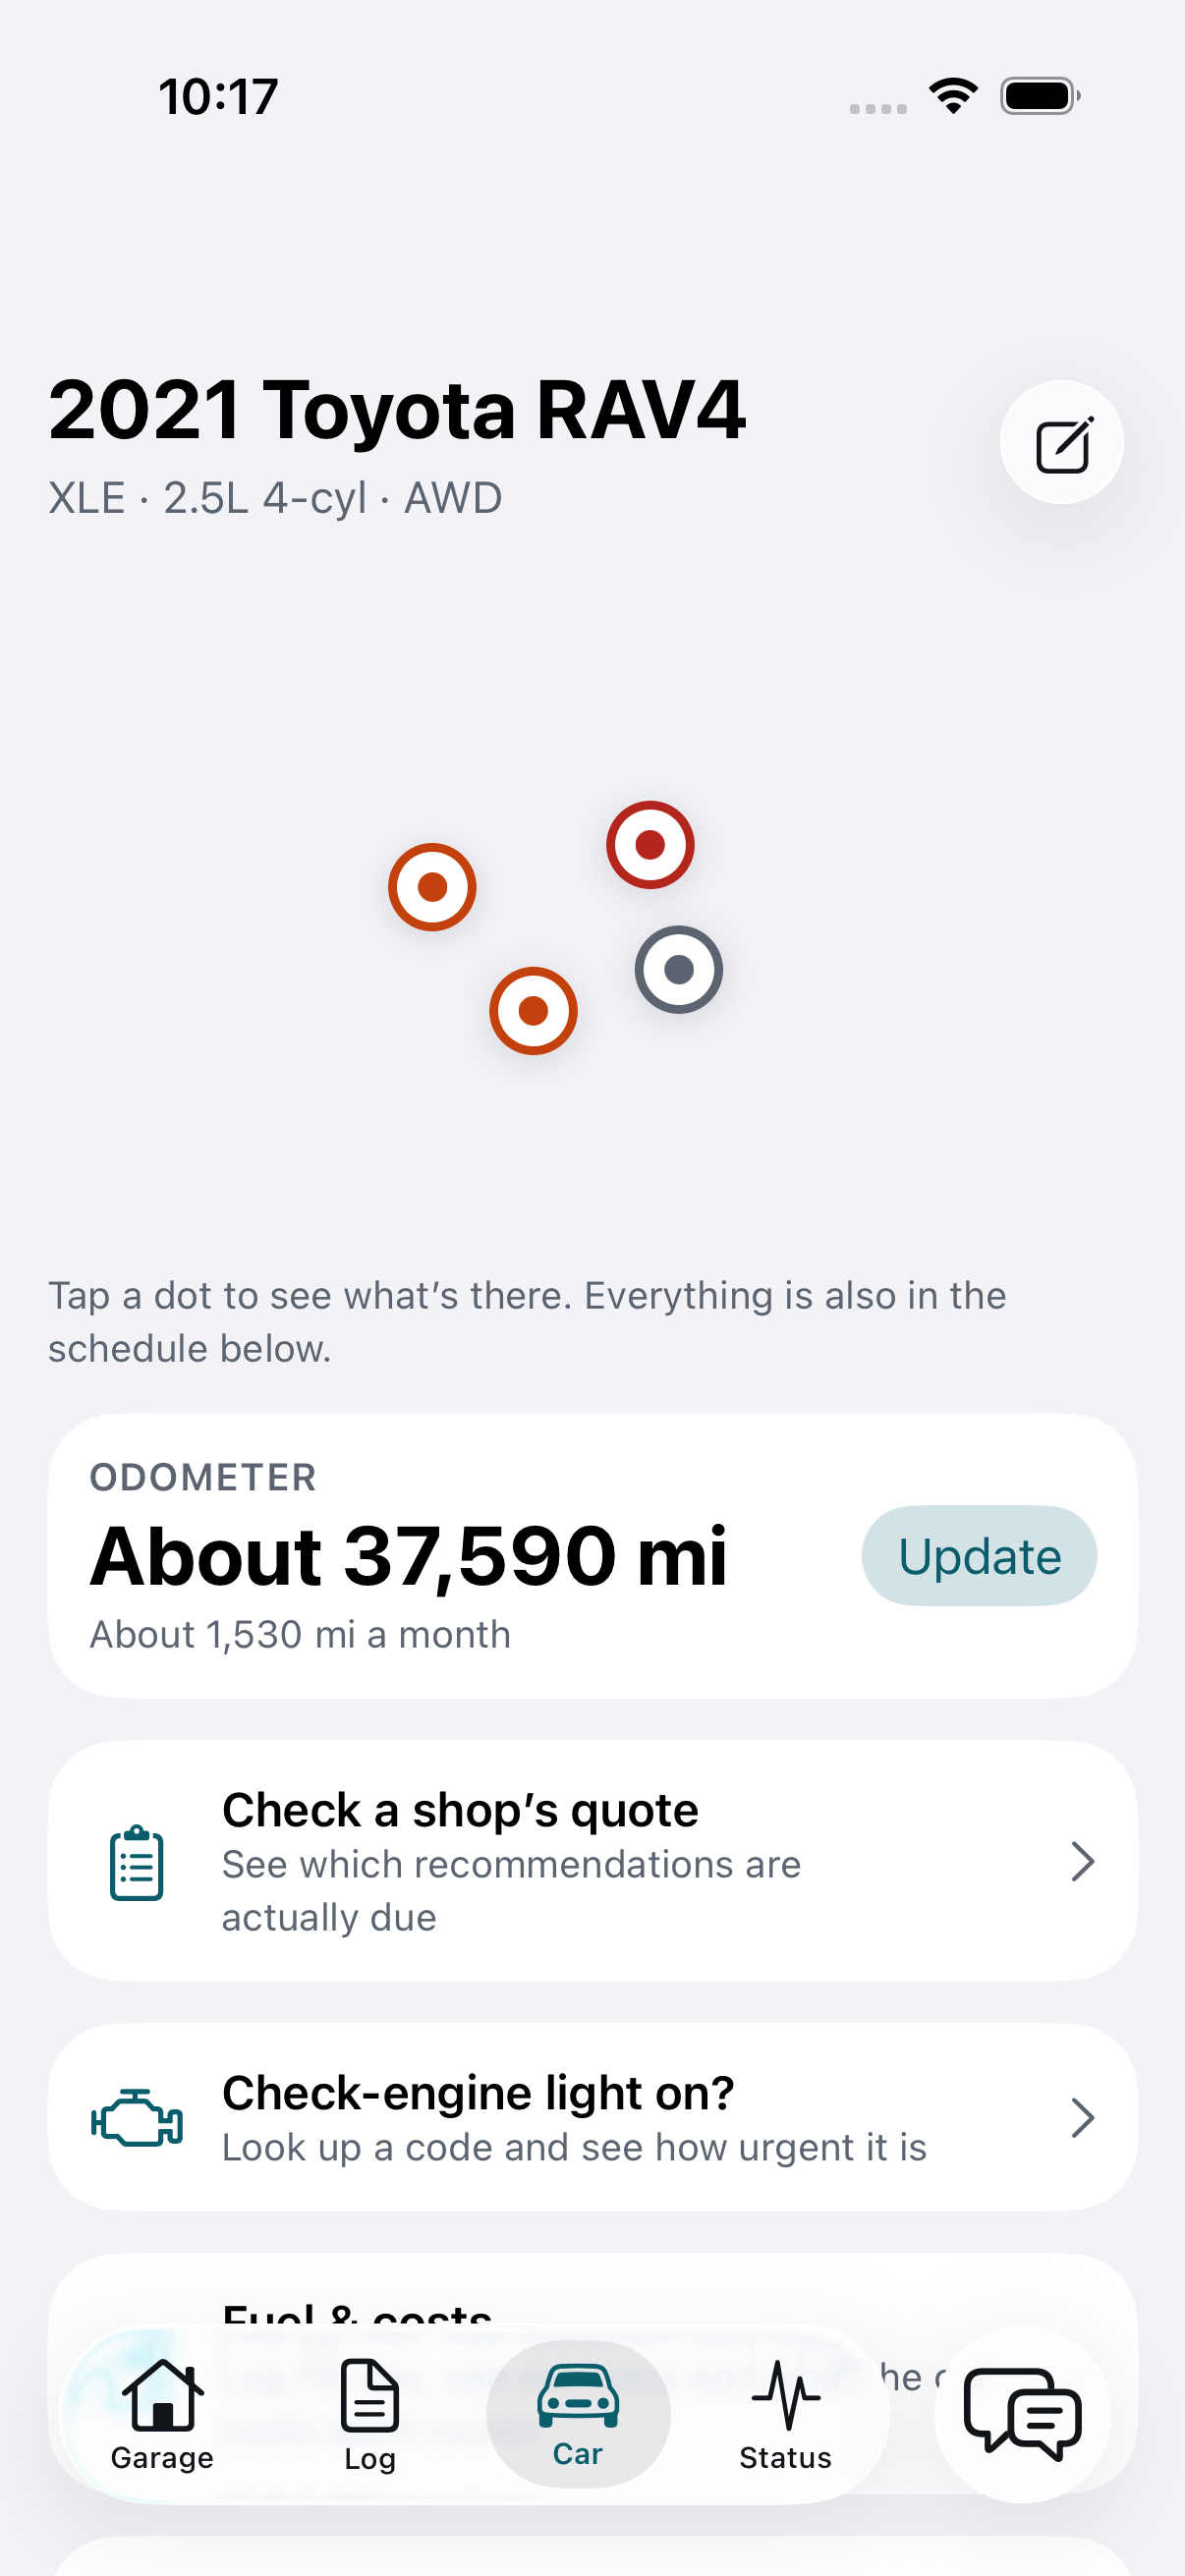 10:17
2021 Toyota RAV4
XLE · 2.5L 4-cyl · AWD
Tap a dot to see what’s there. Everything is also in the
schedule below.
ODOMETER
About 37,590 mi
Update
About 1,530 mi a month
Check a shop’s quote
See which recommendations are
actually due
Check-engine light on?
Look up a code and see how urgent it is
Fuel & costs
Garage
Log
Car
Status